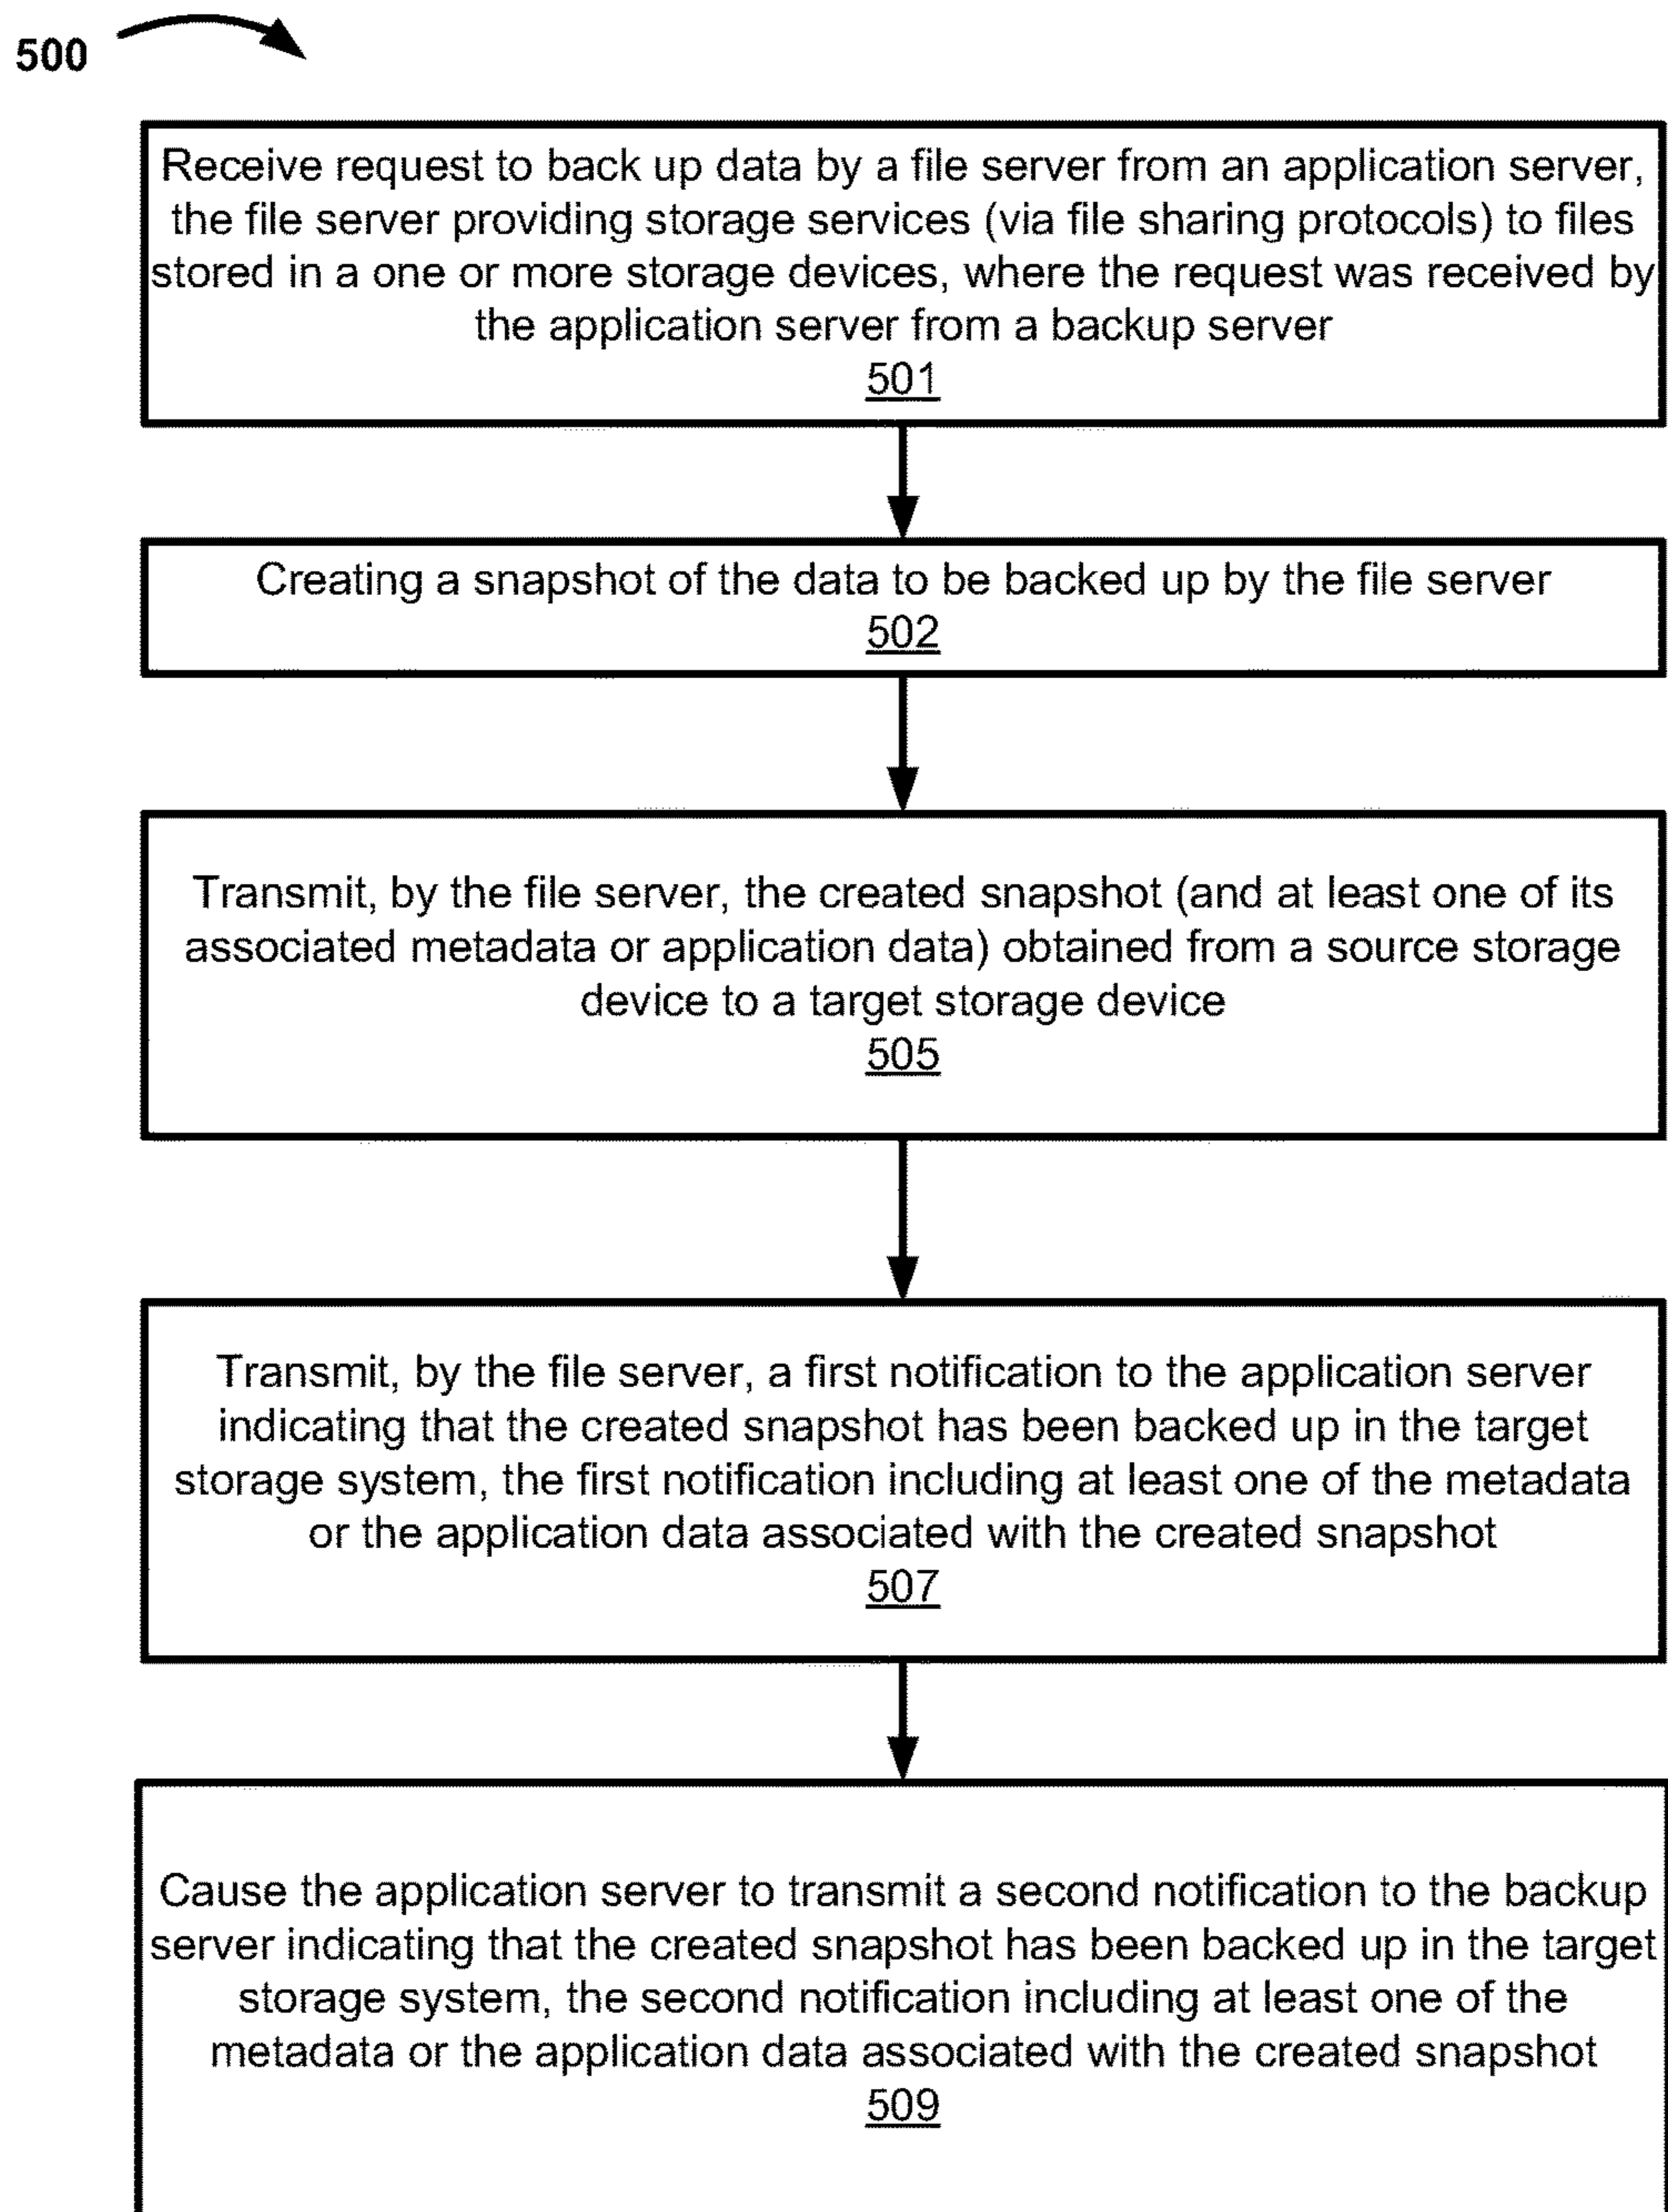 500
Receive request to back up data by a file server from an application server,
the file server providing storage services (via file sharing protocols) to files
stored in a one or more storage devices, where the request was received by
the application server from a backup server
501
Creating a snapshot of the data to be backed up by the file server
502
Transmit, by the file server, the created snapshot (and at least one of its
associated metadata or application data) obtained from a source storage
device to a target storage device
505
Transmit, by the file server, a first notification to the application server
indicating that the created snapshot has been backed up in the target
storage system, the first notification including at least one of the metadata
or the application data associated with the created snapshot
507
Cause the application server to transmit a second notification to the backup
server indicating that the created snapshot has been backed up in the target
storage system, the second notification including at least one of the
metadata or the application data associated with the created snapshot
509